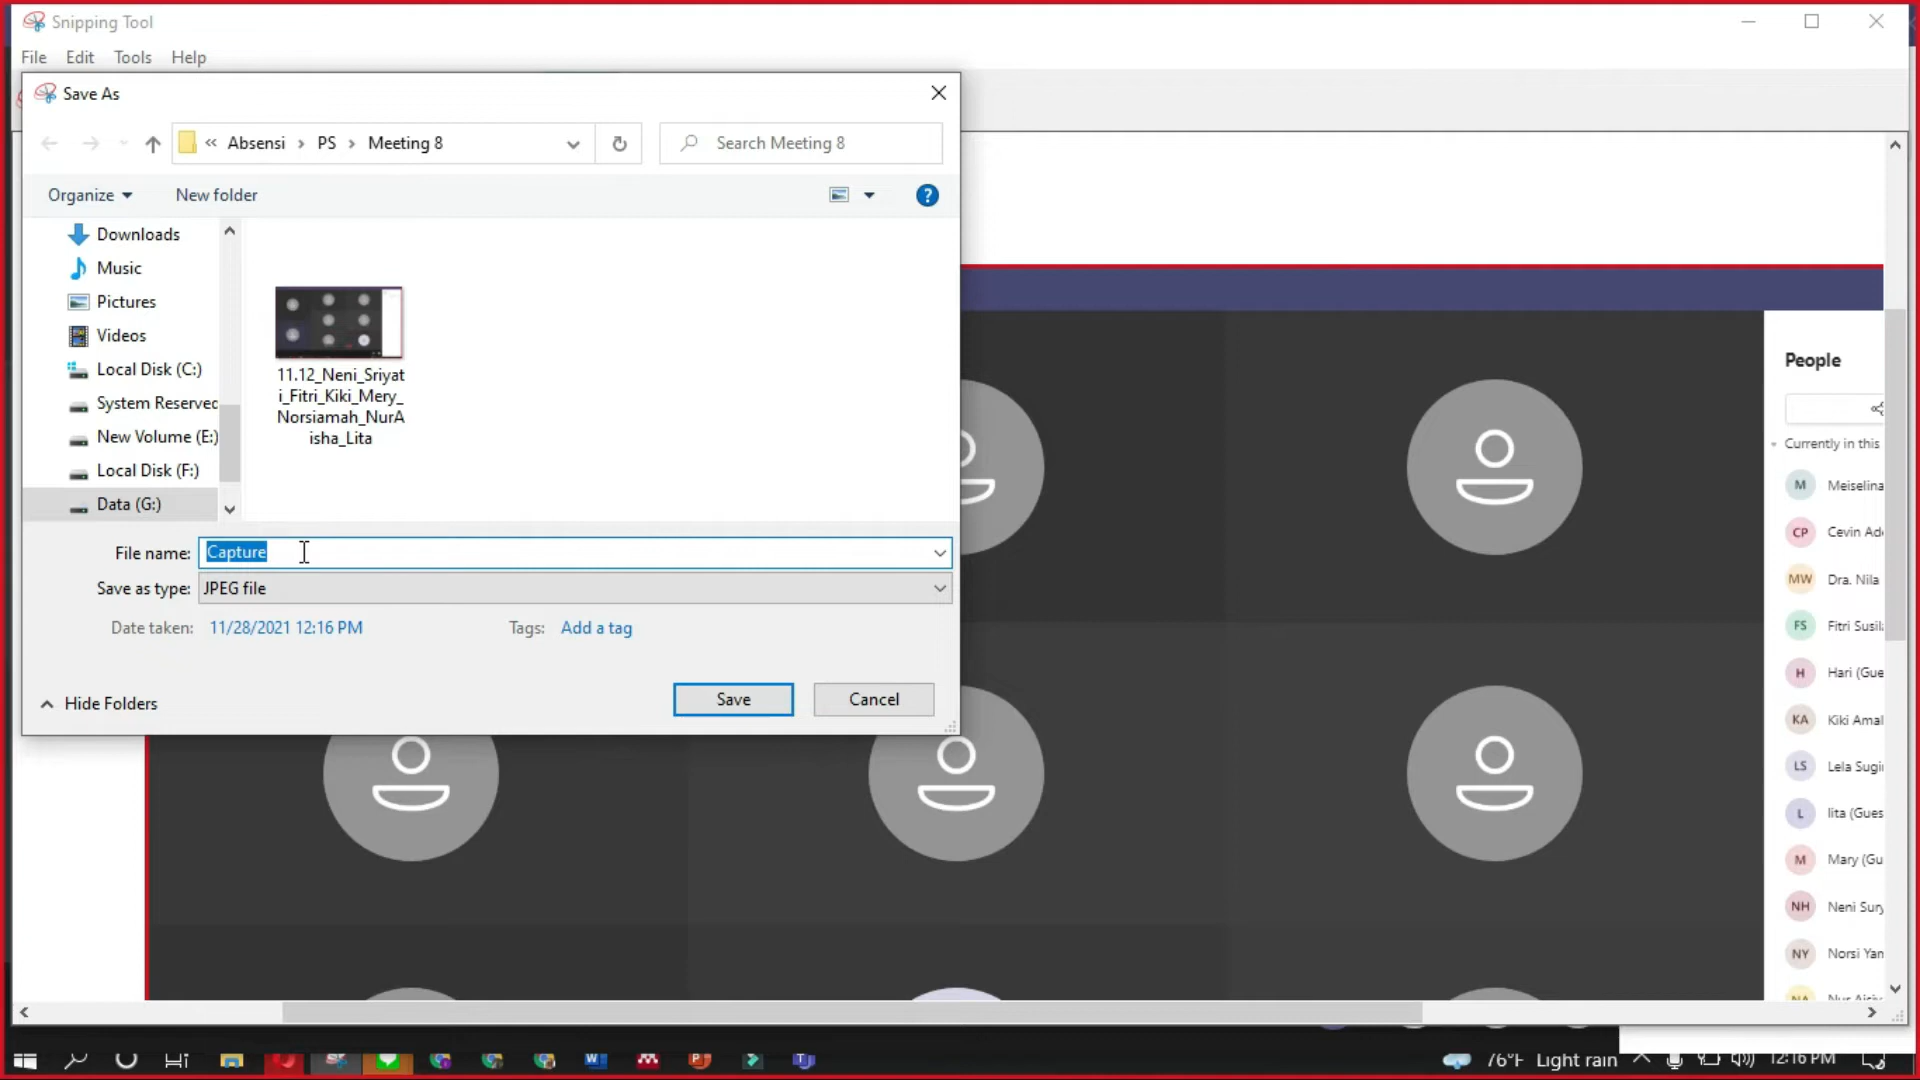 Snipping Tool
File Edit Tools Help
Save As
« Absensi › PS › Meeting 8
Search Meeting 8
Organize New folder
Downloads
Music
Pictures
Videos
Local Disk (C:)
System Reserved
New Volume (E:)
Local Disk (F:)
Data (G:)
11.12_Neni_Sriyat
i_Fitri_Kiki_Mery_
Norsiamah_NurA
isha_Lita
File name: Capture
Save as type: JPEG file
Date taken: 11/28/2021 12:16 PM Tags: Add a tag
Hide Folders
Save Cancel
People
Currently in this
M Meiselina
CP Cevin Ad
MW Dra. Nila
FS Fitri Susil
H Hari (Gue
KA Kiki Amal
LS Lela Sugi
L lita (Gues
M Mary (Gu
NH Neni Sury
NY Norsi Yan
76°F Light rain 12:16 PM